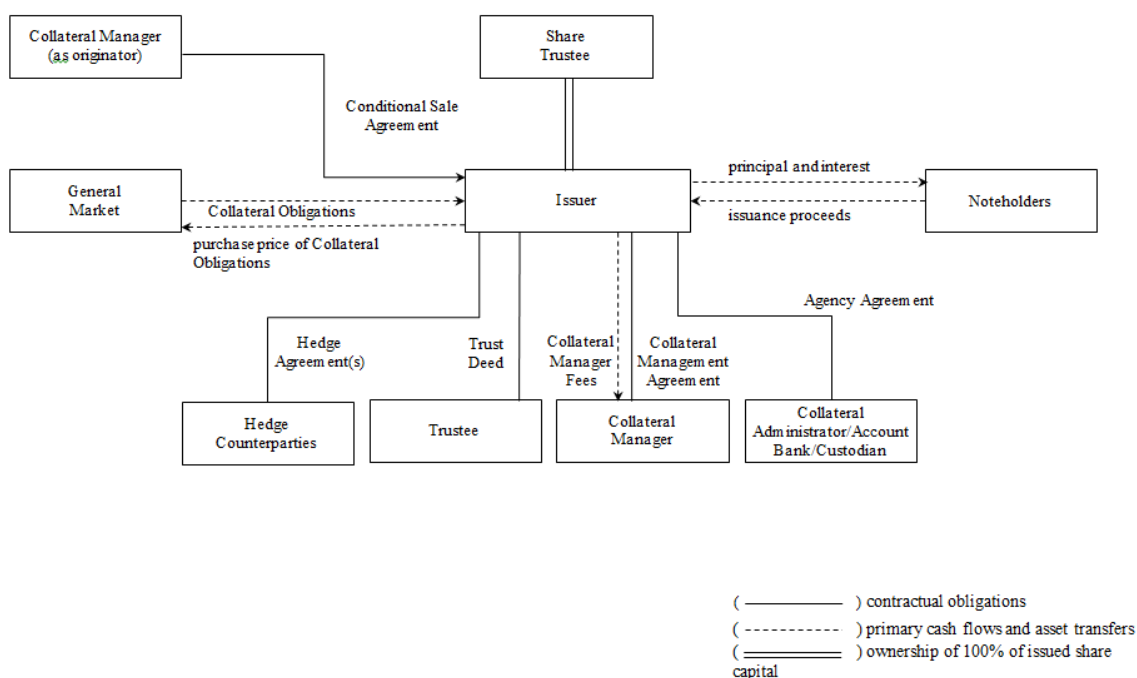 Collateral Manager
(as originator)
Share
Trustee
Conditional Sale
Agreement
General
Market
Issuer
principal and interest
issuance proceeds
Noteholders
Collateral Obligations
purchase price of Collateral
Obligations
Agency Agreement
Hedge
Agreement(s)
Trust
Deed
Collateral
Manager
Fees
Collateral
Management
Agreement
Hedge
Counterparties
Trustee
Collateral
Manager
Collateral
Administrator/Account
Bank/Custodian
( ) contractual obligations
( ) primary cash flows and asset transfers
( ) ownership of 100% of issued share
capital